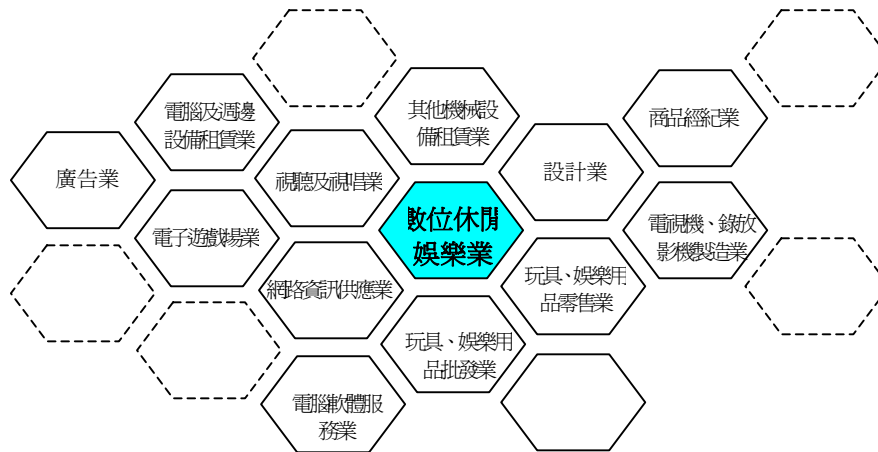 電腦及週邊
設備租賃業
其他機械設
備租賃業
商品經紀業
廣告業
視聽及視唱業
設計業
數位休閒
娛樂業
電子遊戲場業
電視機、錄放
影機製造業
網路資訊供應業
玩具、娛樂用
品零售業
玩具、娛樂用
品批發業
電腦軟體服
務業